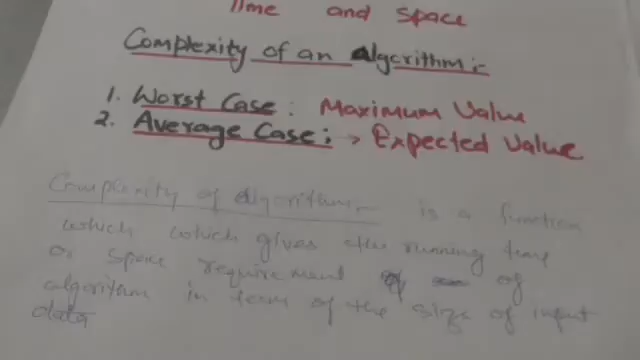 Time and Space
Complexity of an algorithm:-
1. Worst Case: Maximum Value
2. Average Case: → Expected Value
Complexity of algorithm- is a function
which which gives the running time
or space requirement of of
algorithm in term of the size of input
data